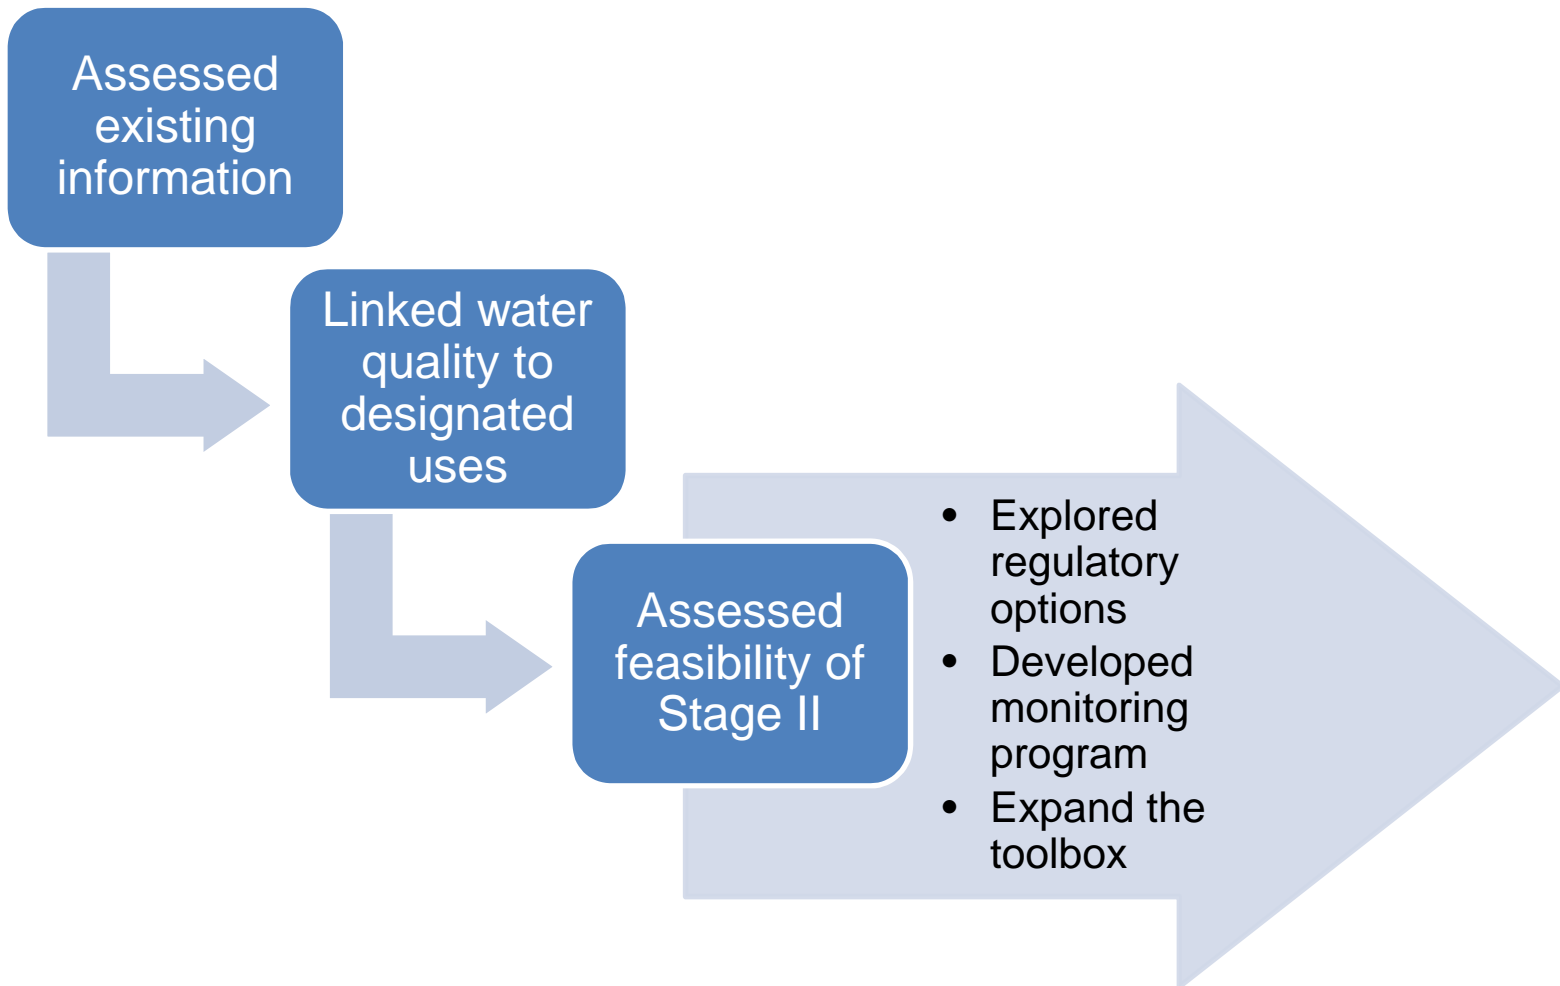 Assessed
existing
information
Linked water
quality to
designated
uses
Assessed
feasibility of
Stage II
• Explored
regulatory
options
• Developed
monitoring
program
• Expand the
toolbox